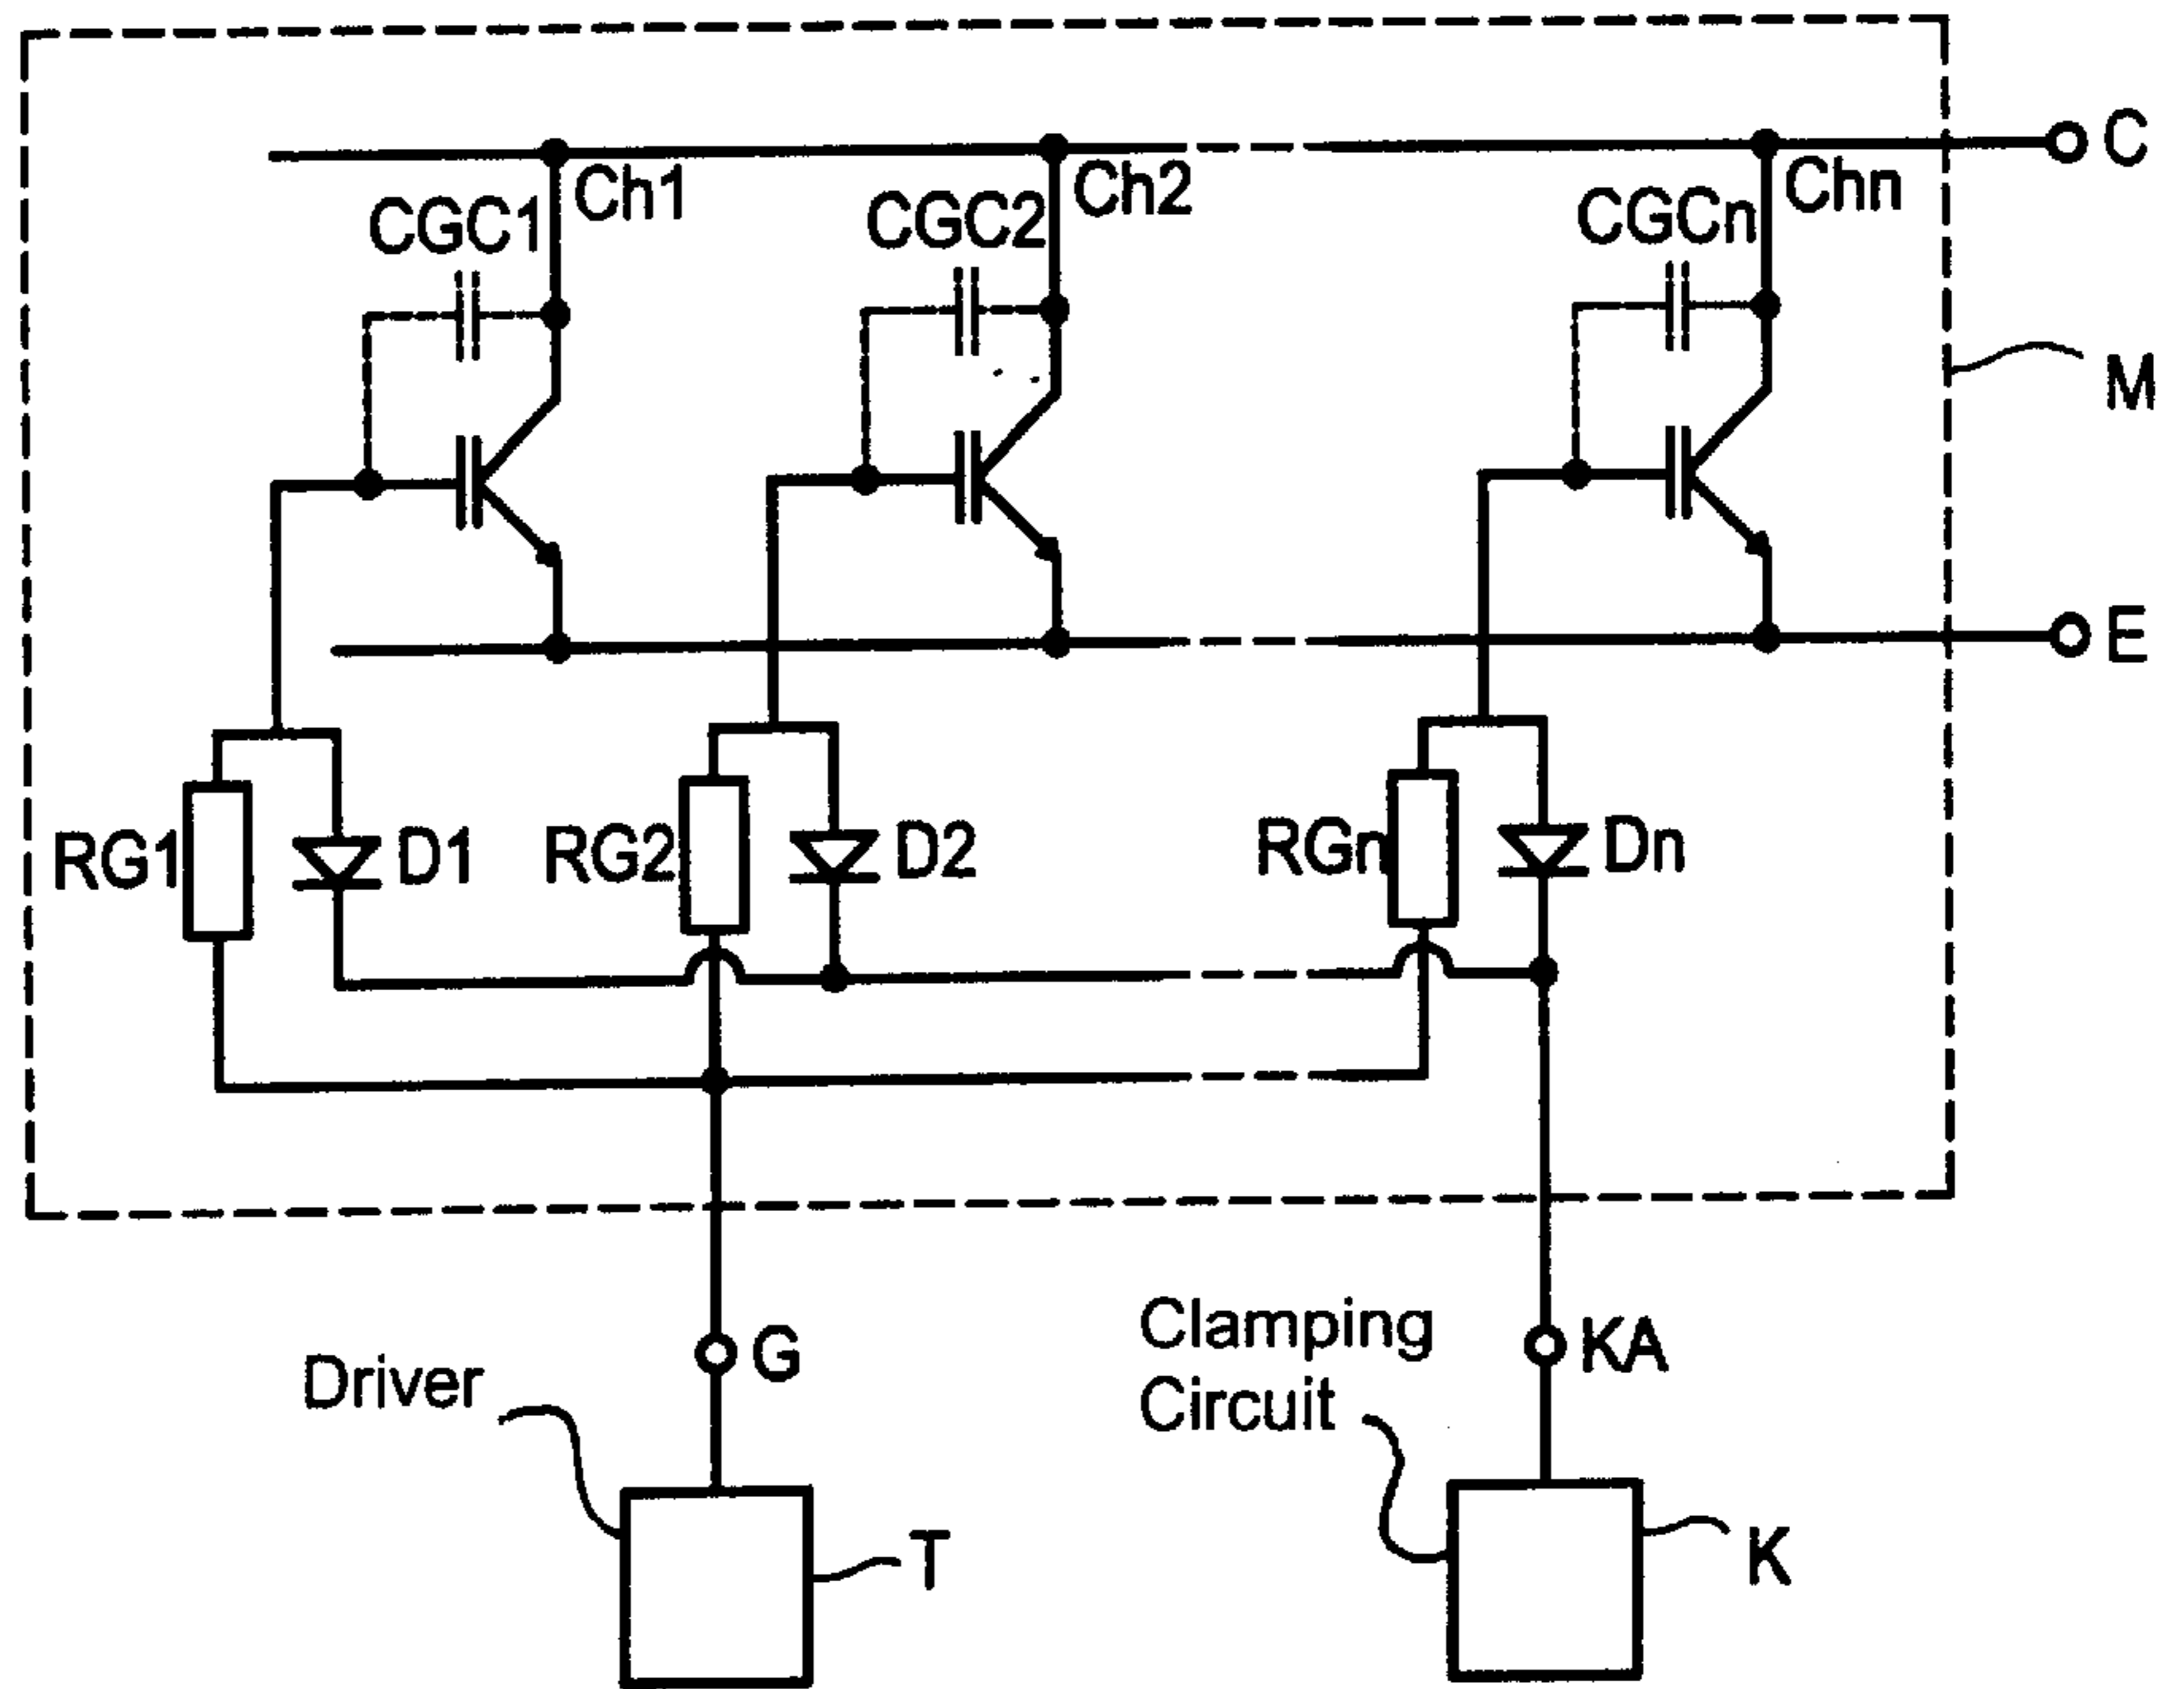 C
Ch1
Ch2
Chn
CGC1
CGC2
CGCn
M
E
RG1
D1
RG2
D2
RGn
Dn
Clamping
Circuit
KA
G
Driver
T
K